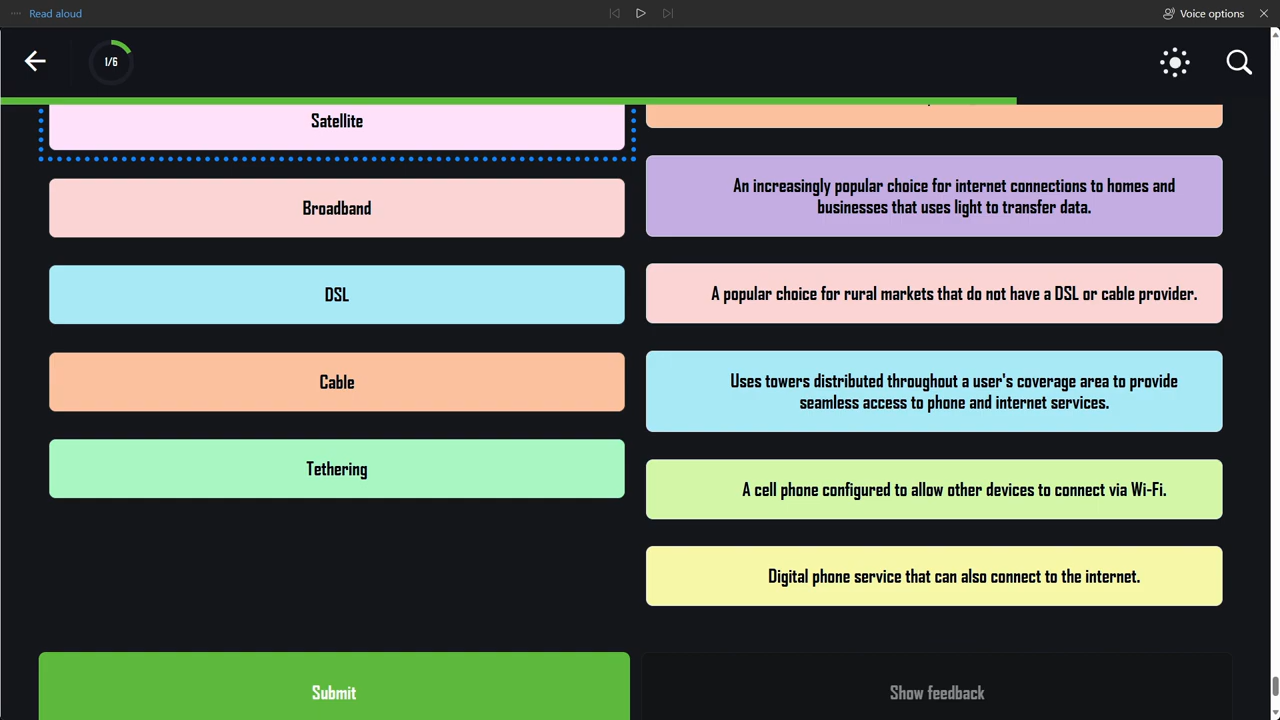 Read aloud
Voice options
1/6
Satellite
Broadband
DSL
Cable
Tethering
An increasingly popular choice for internet connections to homes and
businesses that uses light to transfer data.
A popular choice for rural markets that do not have a DSL or cable provider.
Uses towers distributed throughout a user's coverage area to provide
seamless access to phone and internet services.
A cell phone configured to allow other devices to connect via Wi-Fi.
Digital phone service that can also connect to the internet.
Submit
Show feedback